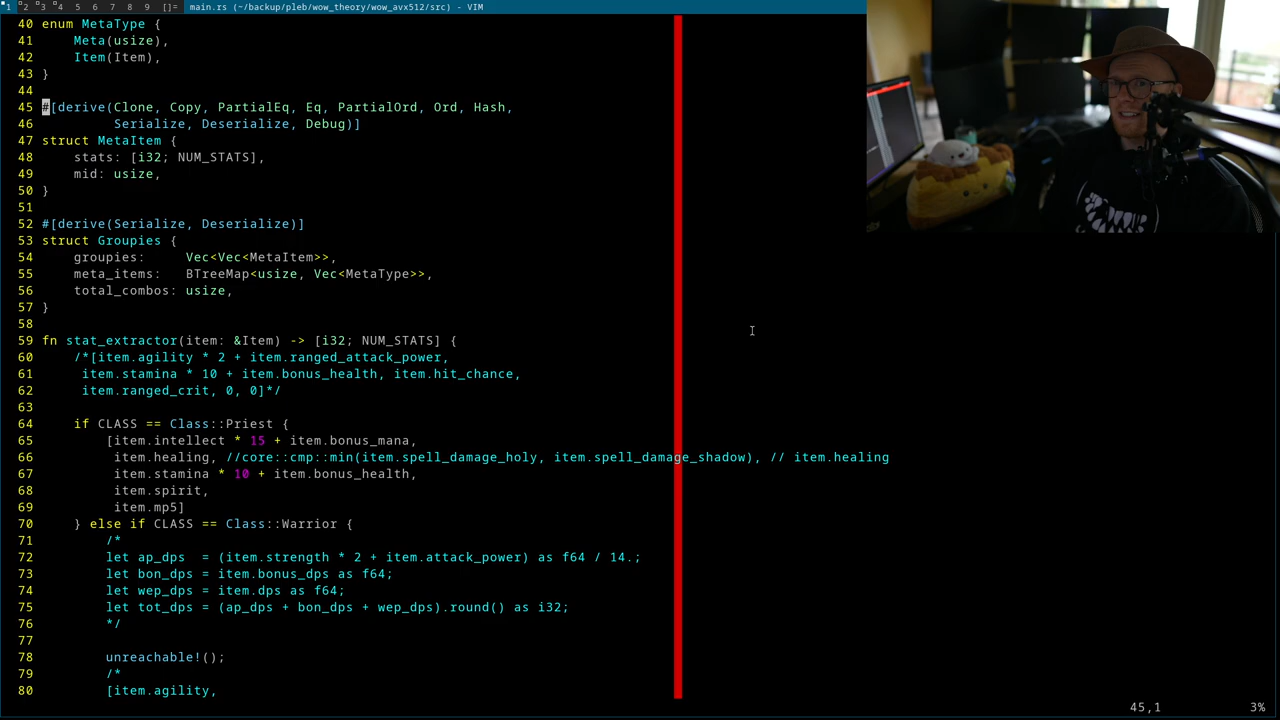 1 2 3 4 5 6 7 8 9 []= main.rs (~/backup/pleb/wow_theory/wow_avx512/src) - VIM
40 enum MetaType {
41     Meta(usize),
42     Item(Item),
43 }
44
45 #[derive(Clone, Copy, PartialEq, Eq, PartialOrd, Ord, Hash,
46          Serialize, Deserialize, Debug)]
47 struct MetaItem {
48     stats: [i32; NUM_STATS],
49     mid: usize,
50 }
51
52 #[derive(Serialize, Deserialize)]
53 struct Groupies {
54     groupies:     Vec<Vec<MetaItem>>,
55     meta_items:   BTreeMap<usize, Vec<MetaType>>,
56     total_combos: usize,
57 }
58
59 fn stat_extractor(item: &Item) -> [i32; NUM_STATS] {
60     /*[item.agility * 2 + item.ranged_attack_power,
61      item.stamina * 10 + item.bonus_health, item.hit_chance,
62      item.ranged_crit, 0, 0]*/
63
64     if CLASS == Class::Priest {
65         [item.intellect * 15 + item.bonus_mana,
66          item.healing, //core::cmp::min(item.spell_damage_holy, item.spell_damage_shadow), // item.healing
67          item.stamina * 10 + item.bonus_health,
68          item.spirit,
69          item.mp5]
70     } else if CLASS == Class::Warrior {
71         /*
72         let ap_dps  = (item.strength * 2 + item.attack_power) as f64 / 14.;
73         let bon_dps = item.bonus_dps as f64;
74         let wep_dps = item.dps as f64;
75         let tot_dps = (ap_dps + bon_dps + wep_dps).round() as i32;
76         */
77
78         unreachable!();
79         /*
80         [item.agility,
45,1 3%